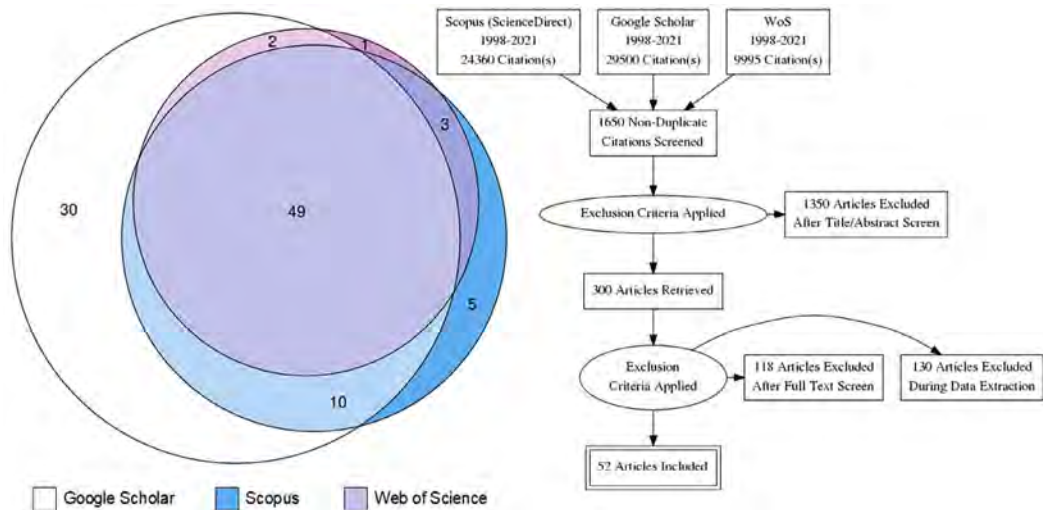 2
1
3
30
49
5
10
Google Scholar
Scopus
Web of Science
Scopus (ScienceDirect)
1998-2021
24360 Citation(s)
Google Scholar
1998-2021
29500 Citation(s)
WoS
1998-2021
9995 Citation(s)
1650 Non-Duplicate
Citations Screened
Exclusion Criteria Applied
1350 Articles Excluded
After Title/Abstract Screen
300 Articles Retrieved
Exclusion
Criteria Applied
118 Articles Excluded
After Full Text Screen
130 Articles Excluded
During Data Extraction
52 Articles Included